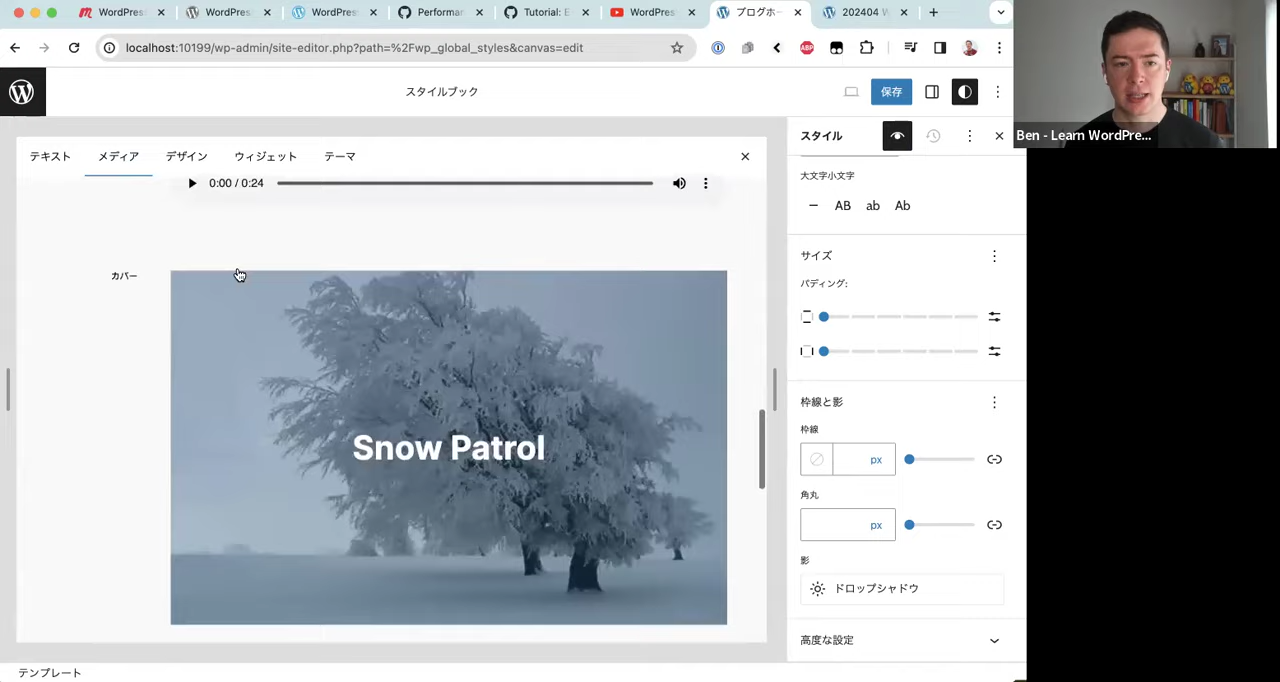 WordPres
WordPres
WordPres
Performan
Tutorial: E
WordPres
ブログホー
202404 W
localhost:10199/wp-admin/site-editor.php?path=%2Fwp_global_styles&canvas=edit
ABP
スタイルブック
保存
Ben - Learn WordPre...
テキスト
メディア
デザイン
ウィジェット
テーマ
スタイル
0:00 / 0:24
大文字小文字
AB
ab
Ab
カバー
サイズ
パディング:
Snow Patrol
枠線と影
枠線
px
角丸
px
影
ドロップシャドウ
高度な設定
テンプレート